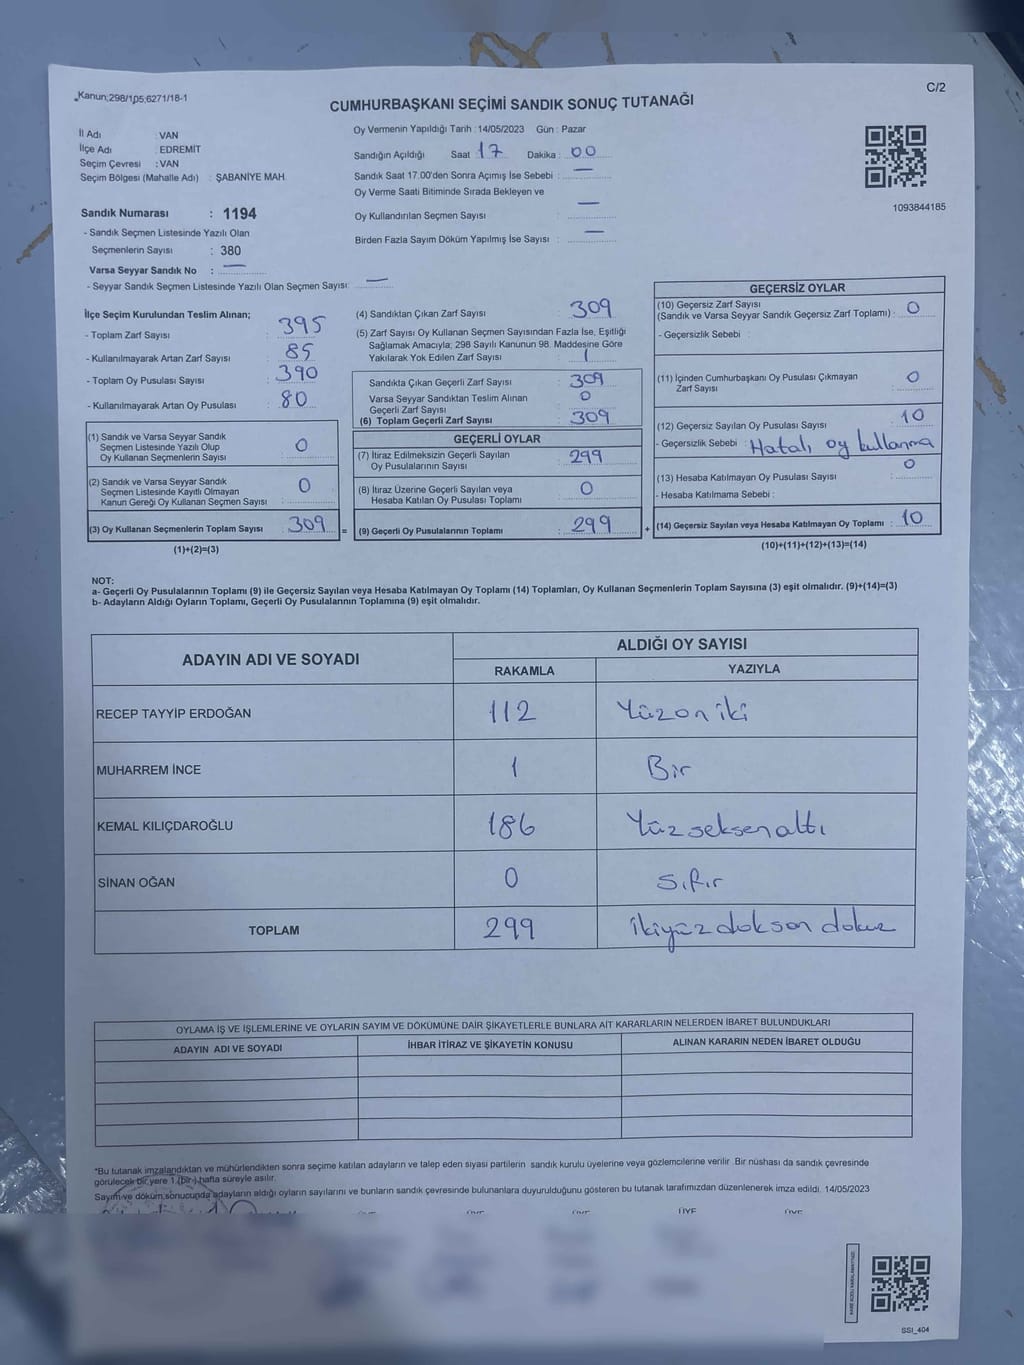 Kanun;298/105;6271/18-1
C/2
CUMHURBAŞKANI SEÇİMİ SANDIK SONUÇ TUTANAĞI
İl Adı : VAN
İlçe Adı : EDREMİT
Seçim Çevresi : VAN
Seçim Bölgesi (Mahalle Adı) : ŞABANİYE MAH.
Sandık Numarası : 1194
- Sandık Seçmen Listesinde Yazılı Olan
Seçmenlerin Sayısı : 380
Varsa Seyyar Sandık No : —
- Seyyar Sandık Seçmen Listesinde Yazılı Olan Seçmen Sayısı: —
Oy Vermenin Yapıldığı Tarih : 14/05/2023 Gün : Pazar
Sandığın Açıldığı Saat 17 Dakika : 00
Sandık Saat 17.00'den Sonra Açımış İse Sebebi : —
Oy Verme Saati Bitiminde Sırada Bekleyen ve
Oy Kullandırılan Seçmen Sayısı —
Birden Fazla Sayım Döküm Yapılmış İse Sayısı : —
1093844185
İlçe Seçim Kurulundan Teslim Alınan;
- Toplam Zarf Sayısı : 395
- Kullanılmayarak Artan Zarf Sayısı : 85
- Toplam Oy Pusulası Sayısı : 390
- Kullanılmayarak Artan Oy Pusulası : 80
(1) Sandık ve Varsa Seyyar Sandık
Seçmen Listesinde Yazılı Olup
Oy Kullanan Seçmenlerin Sayısı : 0
(2) Sandık ve Varsa Seyyar Sandık
Seçmen Listesinde Kayıtlı Olmayan
Kanun Gereği Oy Kullanan Seçmen Sayısı : 0
(3) Oy Kullanan Seçmenlerin Toplam Sayısı : 309 =
(1)+(2)=(3)
(4) Sandıktan Çıkan Zarf Sayısı : 309
(5) Zarf Sayısı Oy Kullanan Seçmen Sayısından Fazla İse, Eşitliği
Sağlamak Amacıyla; 298 Sayılı Kanunun 98. Maddesine Göre
Yakılarak Yok Edilen Zarf Sayısı :
Sandıkta Çıkan Geçerli Zarf Sayısı : 309
Varsa Seyyar Sandıktan Teslim Alınan
Geçerli Zarf Sayısı : 0
(6) Toplam Geçerli Zarf Sayısı : 309
GEÇERLİ OYLAR
(7) İtiraz Edilmeksizin Geçerli Sayılan
Oy Pusulalarının Sayısı : 299
(8) İtiraz Üzerine Geçerli Sayılan veya
Hesaba Katılan Oy Pusulası Toplamı : 0
(9) Geçerli Oy Pusulalarının Toplamı : 299 +
GEÇERSİZ OYLAR
(10) Geçersiz Zarf Sayısı
(Sandık ve Varsa Seyyar Sandık Geçersiz Zarf Toplamı) : 0
- Geçersizlik Sebebi :
(11) İçinden Cumhurbaşkanı Oy Pusulası Çıkmayan
Zarf Sayısı : 0
(12) Geçersiz Sayılan Oy Pusulası Sayısı : 10
- Geçersizlik Sebebi : Hatalı oy kullanma
(13) Hesaba Katılmayan Oy Pusulası Sayısı : 0
- Hesaba Katılmama Sebebi :
(14) Geçersiz Sayılan veya Hesaba Katılmayan Oy Toplamı : 10
(10)+(11)+(12)+(13)=(14)
NOT:
a- Geçerli Oy Pusulalarının Toplamı (9) ile Geçersiz Sayılan veya Hesaba Katılmayan Oy Toplamı (14) Toplamları, Oy Kullanan Seçmenlerin Toplam Sayısına (3) eşit olmalıdır. (9)+(14)=(3)
b- Adayların Aldığı Oyların Toplamı, Geçerli Oy Pusulalarının Toplamına (9) eşit olmalıdır.
ADAYIN ADI VE SOYADI ALDIĞI OY SAYISI
RAKAMLA YAZIYLA
RECEP TAYYİP ERDOĞAN 112 Yüzoniki
MUHARREM İNCE 1 Bir
KEMAL KILIÇDAROĞLU 186 Yüzseksenaltı
SİNAN OĞAN 0 Sıfır
TOPLAM 299 ikiyüzdoksan dokuz
OYLAMA İŞ VE İŞLEMLERİNE VE OYLARIN SAYIM VE DÖKÜMÜNE DAİR ŞİKAYETLERLE BUNLARA AİT KARARLARIN NELERDEN İBARET BULUNDUKLARI
ADAYIN ADI VE SOYADI İHBAR İTİRAZ VE ŞİKAYETİN KONUSU ALINAN KARARIN NEDEN İBARET OLDUĞU
*Bu tutanak imzalandıktan ve mühürlendikten sonra seçime katılan adayların ve talep eden siyasi partilerin sandık kurulu üyelerine veya gözlemcilerine verilir. Bir nüshası da sandık çevresinde
görülecek bir yere 1 (bir) hafta süreyle asılır.
Sayım ve döküm sonucunda adayların aldığı oyların sayılarını ve bunların sandık çevresinde bulunanlara duyurulduğunu gösteren bu tutanak tarafımızdan düzenlenerek imza edildi. 14/05/2023
ÜYE ÜYE ÜYE ÜYE ÜYE
SSI_404